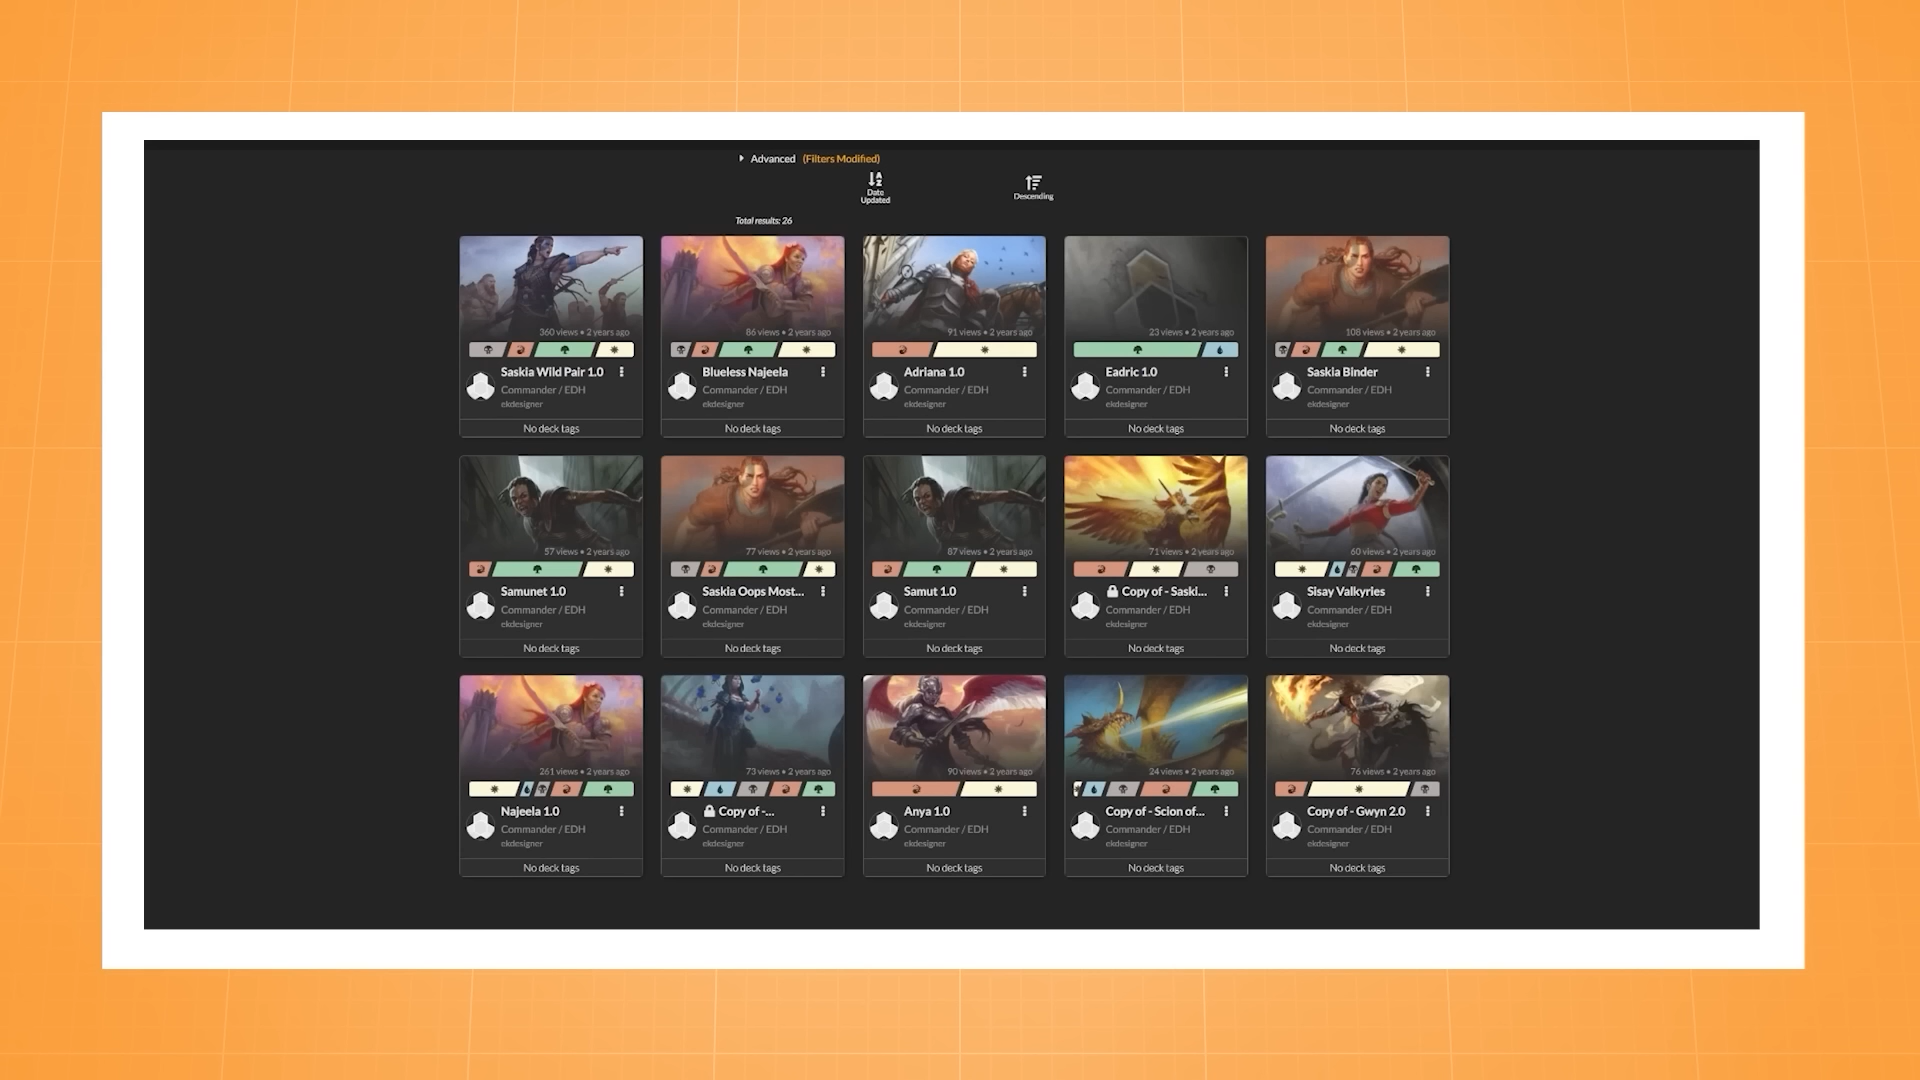 Advanced (Filters Modified)
Date
Updated
Descending
Total results: 26
360 views • 2 years ago
86 views • 2 years ago
91 views • 2 years ago
23 views • 2 years ago
108 views • 2 years ago
Saskia Wild Pair 1.0
Commander / EDH
ekdesigner
No deck tags
Blueless Najeela
Commander / EDH
ekdesigner
No deck tags
Adriana 1.0
Commander / EDH
ekdesigner
No deck tags
Eadric 1.0
Commander / EDH
ekdesigner
No deck tags
Saskia Binder
Commander / EDH
ekdesigner
No deck tags
57 views • 2 years ago
77 views • 2 years ago
87 views • 2 years ago
71 views • 2 years ago
60 views • 2 years ago
Samunet 1.0
Commander / EDH
ekdesigner
No deck tags
Saskia Oops Most...
Commander / EDH
ekdesigner
No deck tags
Samut 1.0
Commander / EDH
ekdesigner
No deck tags
Copy of - Saski...
Commander / EDH
ekdesigner
No deck tags
Sisay Valkyries
Commander / EDH
ekdesigner
No deck tags
261 views • 2 years ago
73 views • 2 years ago
90 views • 2 years ago
24 views • 2 years ago
76 views • 2 years ago
Najeela 1.0
Commander / EDH
ekdesigner
No deck tags
Copy of -...
Commander / EDH
ekdesigner
No deck tags
Anya 1.0
Commander / EDH
ekdesigner
No deck tags
Copy of - Scion of...
Commander / EDH
ekdesigner
No deck tags
Copy of - Gwyn 2.0
Commander / EDH
ekdesigner
No deck tags